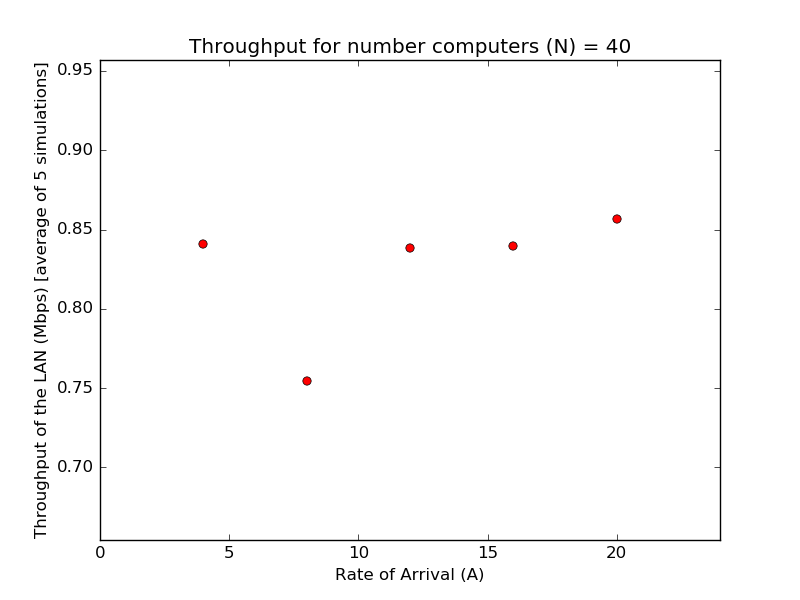 Throughput for number computers (N) = 40
Throughput of the LAN (Mbps) [average of 5 simulations]
0.95
0.90
0.85
0.80
0.75
0.70
0 5 10 15 20
Rate of Arrival (A)